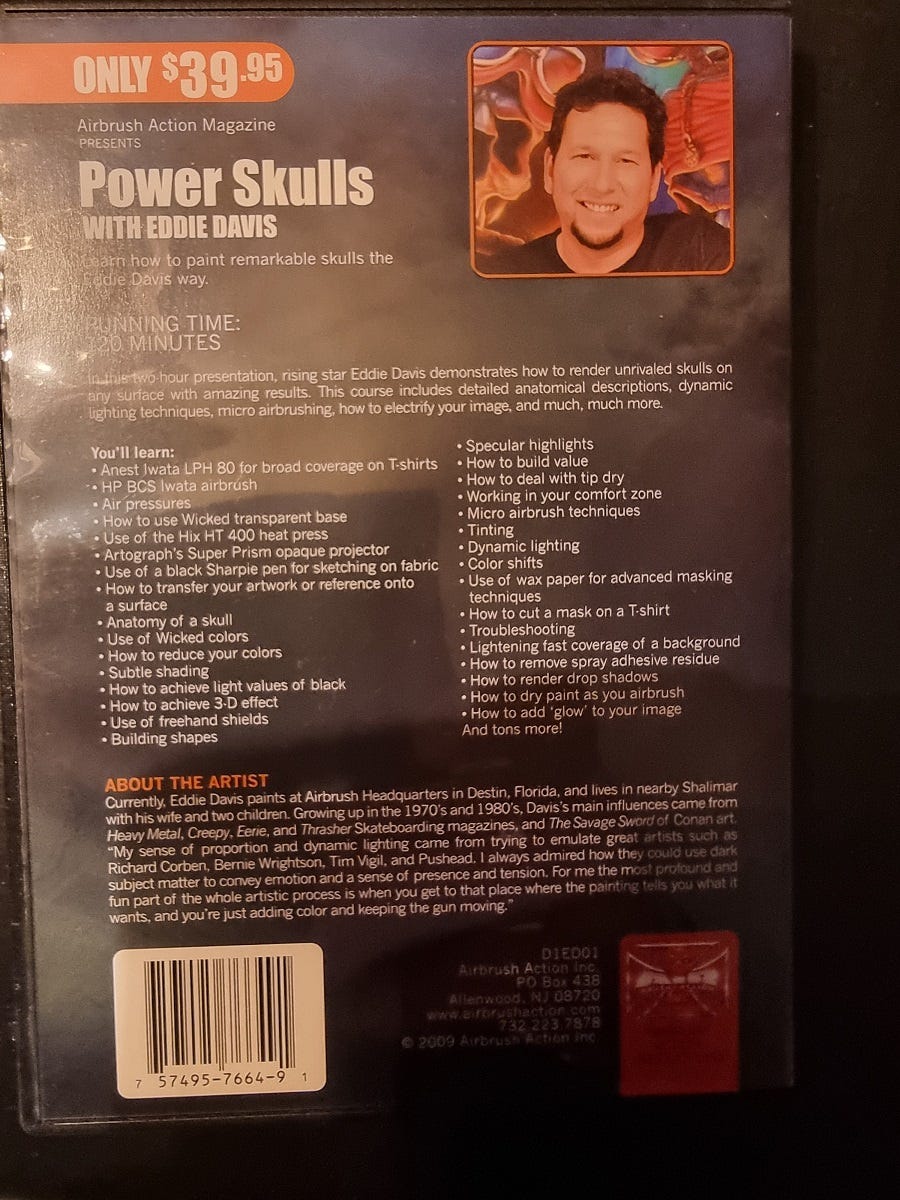 ONLY $39.95
Airbrush Action Magazine
PRESENTS
Power Skulls
WITH EDDIE DAVIS
Learn how to paint remarkable skulls the
Eddie Davis way.
RUNNING TIME:
120 MINUTES
In this two-hour presentation, rising star Eddie Davis demonstrates how to render unrivaled skulls on
any surface with amazing results. This course includes detailed anatomical descriptions, dynamic
lighting techniques, micro airbrushing, how to electrify your image, and much, much more.
You'll learn:
• Anest Iwata LPH 80 for broad coverage on T-shirts
• HP BCS Iwata airbrush
• Air pressures
• How to use Wicked transparent base
• Use of the Hix HT 400 heat press
• Artograph's Super Prism opaque projector
• Use of a black Sharpie pen for sketching on fabric
• How to transfer your artwork or reference onto
a surface
• Anatomy of a skull
• Use of Wicked colors
• How to reduce your colors
• Subtle shading
• How to achieve light values of black
• How to achieve 3-D effect
• Use of freehand shields
• Building shapes
• Specular highlights
• How to build value
• How to deal with tip dry
• Working in your comfort zone
• Micro airbrush techniques
• Tinting
• Dynamic lighting
• Color shifts
• Use of wax paper for advanced masking
techniques
• How to cut a mask on a T-shirt
• Troubleshooting
• Lightening fast coverage of a background
• How to remove spray adhesive residue
• How to render drop shadows
• How to dry paint as you airbrush
• How to add 'glow' to your image
And tons more!
ABOUT THE ARTIST
Currently, Eddie Davis paints at Airbrush Headquarters in Destin, Florida, and lives in nearby Shalimar
with his wife and two children. Growing up in the 1970's and 1980's, Davis's main influences came from
Heavy Metal, Creepy, Eerie, and Thrasher Skateboarding magazines, and The Savage Sword of Conan art.
"My sense of proportion and dynamic lighting came from trying to emulate great artists such as
Richard Corben, Bernie Wrightson, Tim Vigil, and Pushead. I always admired how they could use dark
subject matter to convey emotion and a sense of presence and tension. For me the most profound and
fun part of the whole artistic process is when you get to that place where the painting tells you what it
wants, and you're just adding color and keeping the gun moving."
7 57495-7664-9 1
D1ED01
Airbrush Action Inc.
PO Box 438
Allenwood, NJ 08720
www.airbrushaction.com
732.223.7878
© 2009 Airbrush Action Inc.